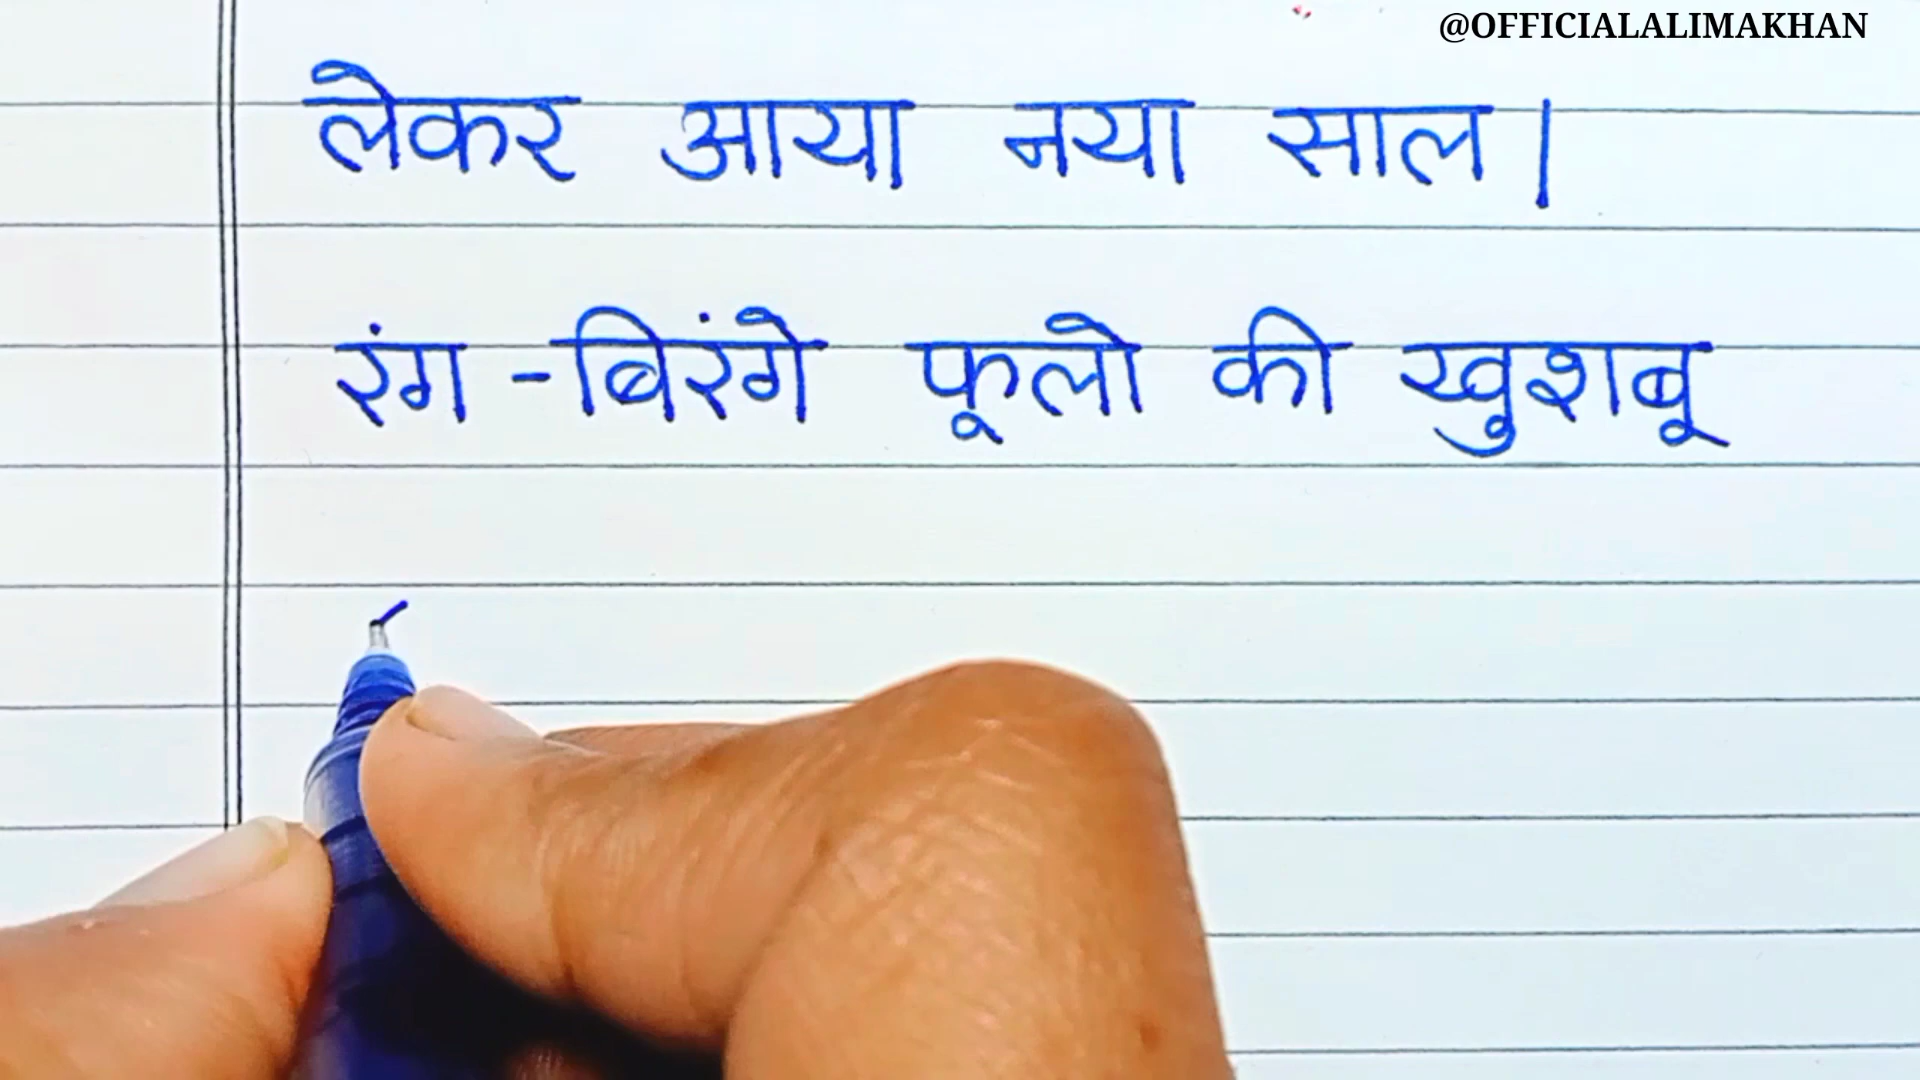 @OFFICIALALIMAKHAN
लेकर आया नया साल।
रंग-बिरंगे फूलो की खुशबू